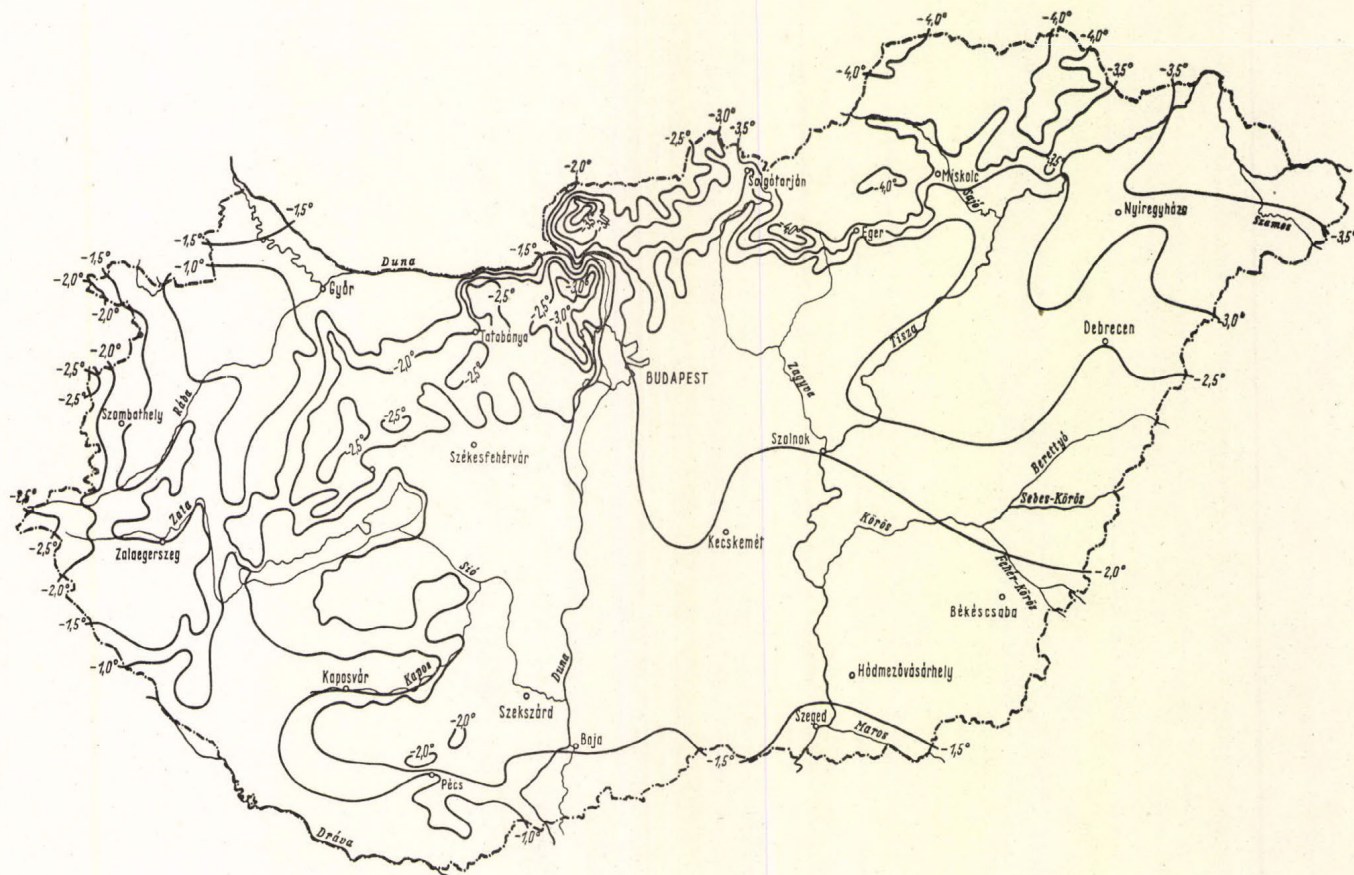 -4,0°
-4,0°
-4,0°
-4,0°
-3,5°
-3,5°
-3,0°
-2,5°
-3,5°
-2,0°
Salgótarján
Miskolc
-4,0°
Sajó
Nyíregyháza
Szamos
-3,5°
-1,5°
-1,5°
-4,0°
Eger
-1,5°
Duna
-1,5°
-2,0°
-1,0°
-2,0°
Győr
-2,5°
-3,0°
-2,5°
-3,0°
Tatabánya
Tisza
Debrecen
-3,0°
-2,0°
-2,5°
-2,0°
-2,5°
BUDAPEST
Zagyva
-2,5°
-2,5°
Rába
Szombathely
-2,5°
-2,5°
Székesfehérvár
Szolnok
Berettyó
-2,5°
Zala
Sebes-Körös
-2,5°
Zalaegerszeg
Kecskemét
Körös
Fehér-Körös
-2,0°
-2,0°
Sió
Békéscsaba
-1,5°
-1,0°
Kaposvár
Kapos
Duna
Szekszárd
Hódmezővásárhely
-2,0°
-2,0°
Baja
Szeged
Maros
-1,5°
-1,5°
Pécs
-1,0°
Dráva